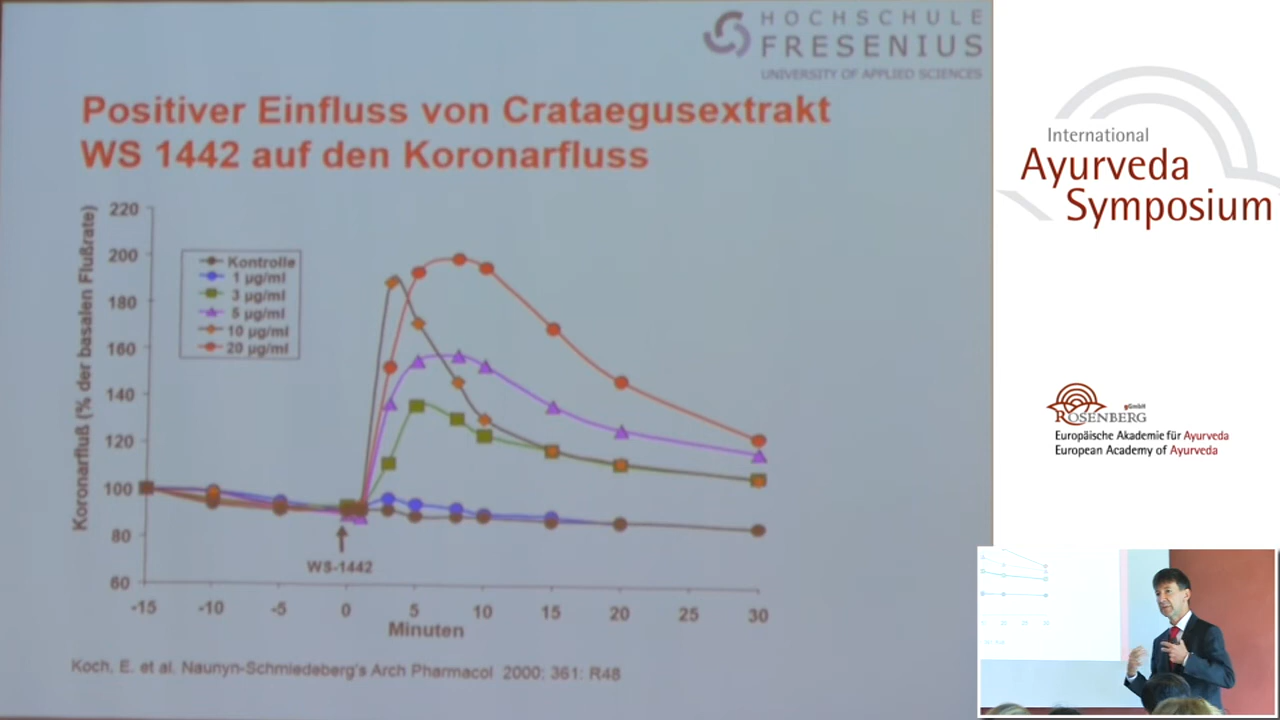 HOCHSCHULE
FRESENIUS
UNIVERSITY OF APPLIED SCIENCES
Positiver Einfluss von Crataegusextrakt
WS 1442 auf den Koronarfluss
Koronarfluß (% der basalen Flußrate)
220
200
180
160
140
120
100
80
60
Kontrolle
1 µg/ml
3 µg/ml
5 µg/ml
10 µg/ml
20 µg/ml
WS-1442
-15 -10 -5 0 5 10 15 20 25 30
Minuten
Koch, E. et al. Naunyn-Schmiedeberg's Arch Pharmacol 2000; 361: R48
International
Ayurveda
Symposium
gGmbH
ROSENBERG
Europäische Akademie für Ayurveda
European Academy of Ayurveda